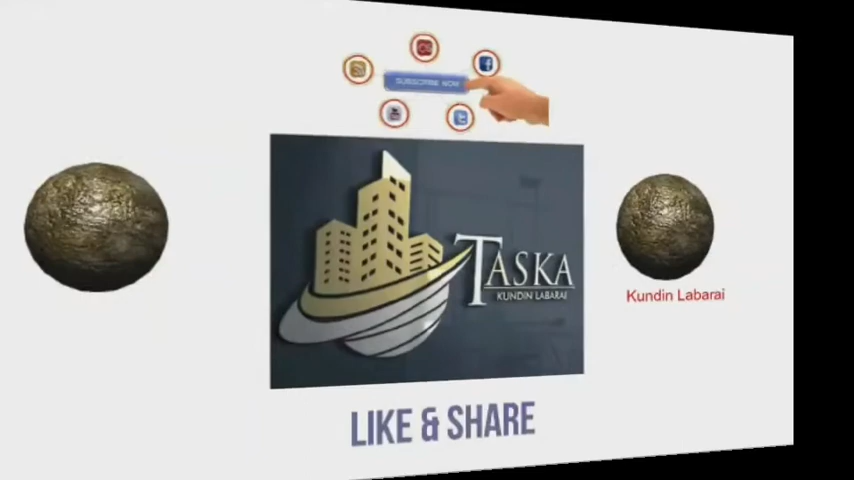 SUBSCRIBE NOW
TASKA
KUNDIN LABARAI
Kundin Labarai
LIKE & SHARE